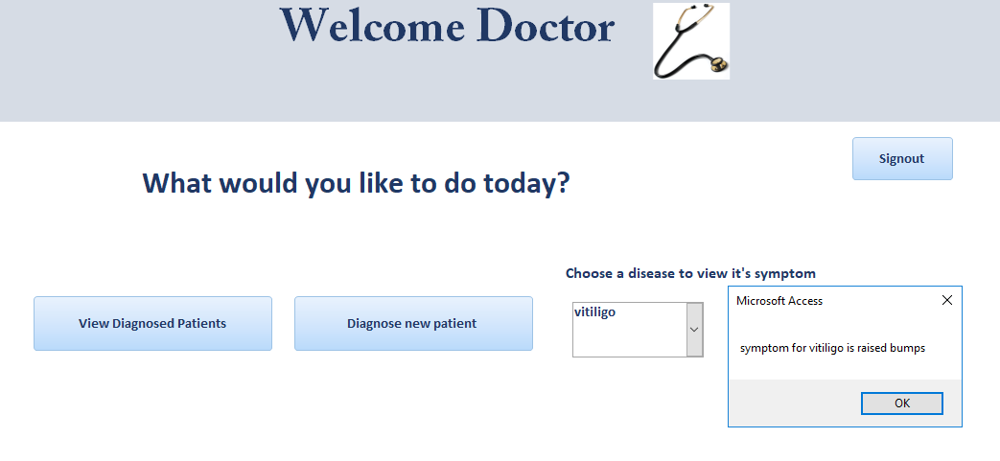 Welcome Doctor
Signout
What would you like to do today?
Choose a disease to view it's symptom
View Diagnosed Patients
Diagnose new patient
vitiligo
Microsoft Access
symptom for vitiligo is raised bumps
OK